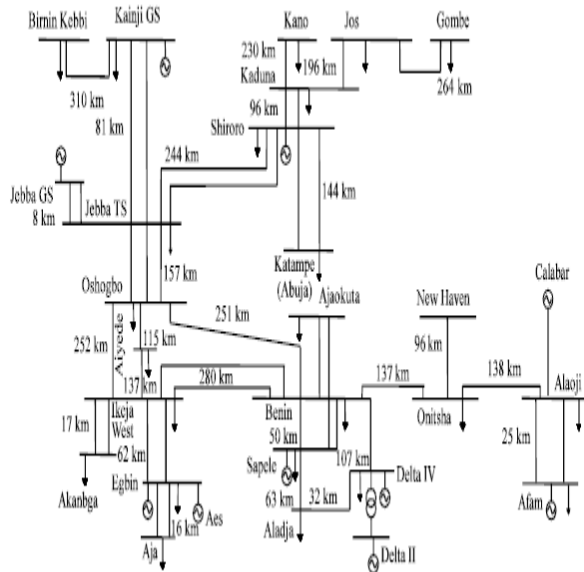 Birnin Kebbi
Kainji GS
Kano
Jos
Gombe
230 km
196 km
Kaduna
264 km
310 km
96 km
81 km
Shiroro
244 km
Jebba GS
8 km
Jebba TS
144 km
157 km
Katampe
(Abuja)
Oshogbo
Ajaokuta
New Haven
Calabar
251 km
252 km
Aiyede
115 km
96 km
137 km
280 km
137 km
138 km
Alaoji
Ikeja
West
Benin
Onitsha
17 km
50 km
25 km
62 km
Sapele
107 km
Akanbga
Egbin
Delta IV
Afam
63 km
32 km
16 km
Aes
Aladja
Aja
Delta II